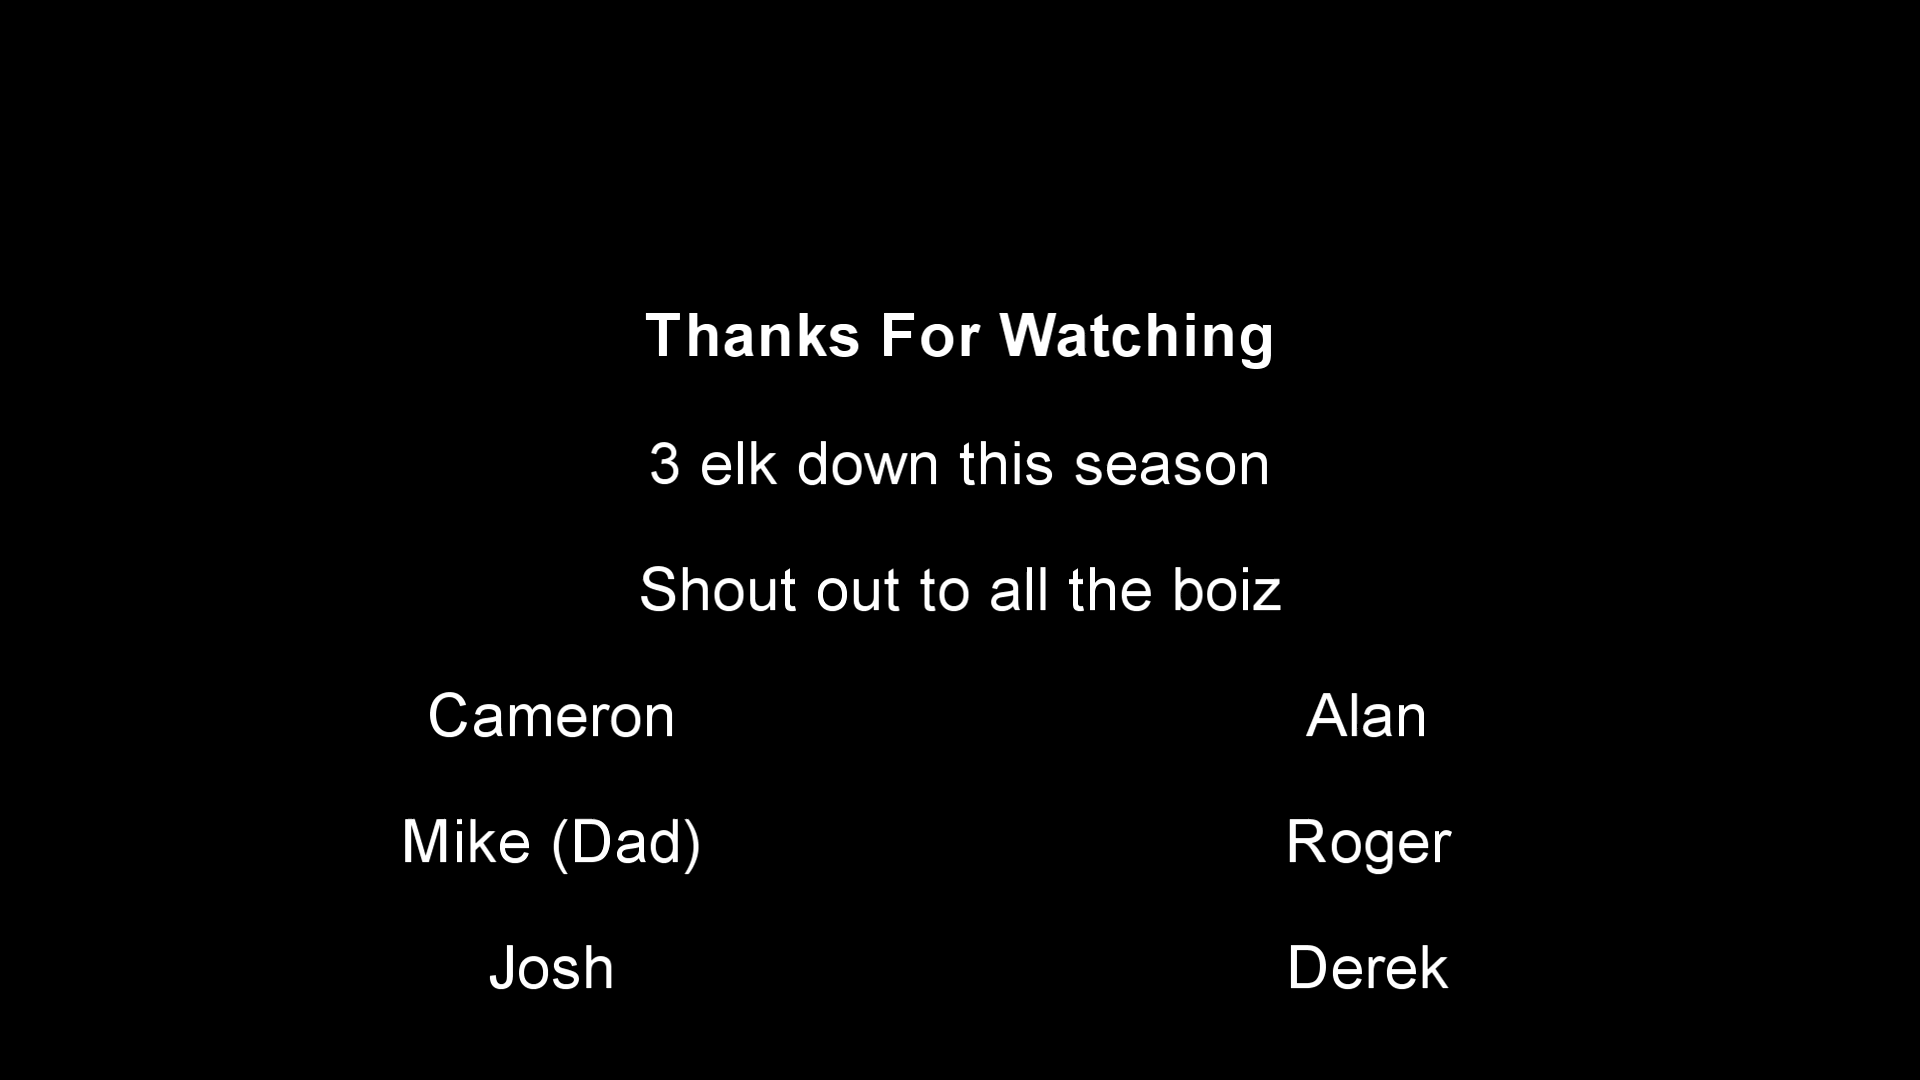 Thanks For Watching
3 elk down this season
Shout out to all the boiz
Cameron Alan
Mike (Dad) Roger
Josh Derek